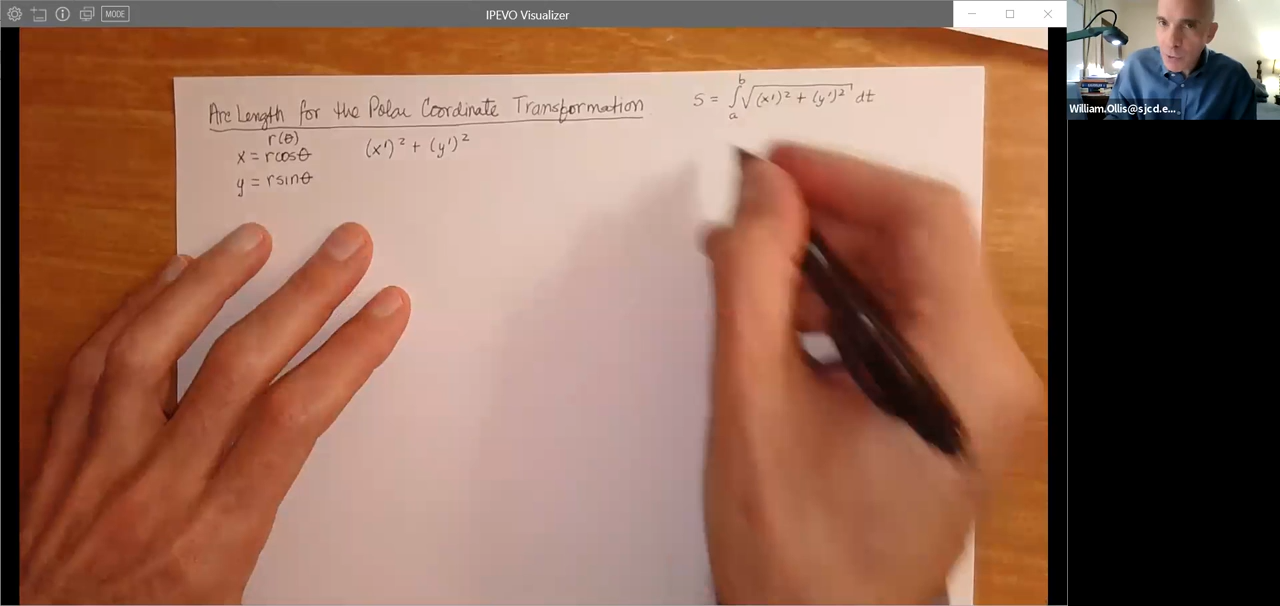 MODE
IPEVO Visualizer
Arc Length for the Polar Coordinate Transformation
S = ∫ₐᵇ √((x')² + (y')²) dt
r(θ)
x = rcosθ
(x')² + (y')²
y = rsinθ
William.Ollis@sjcd.e...